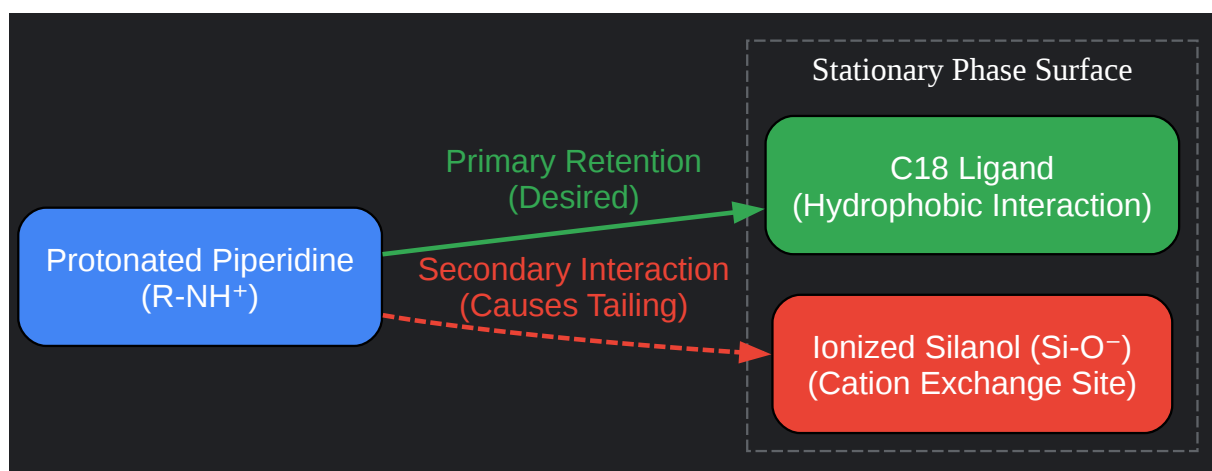 Stationary Phase Surface
Primary Retention
(Desired)
C18 Ligand
(Hydrophobic Interaction)
Protonated Piperidine
(R-NH⁺)
Secondary Interaction
(Causes Tailing)
Ionized Silanol (Si-O⁻)
(Cation Exchange Site)